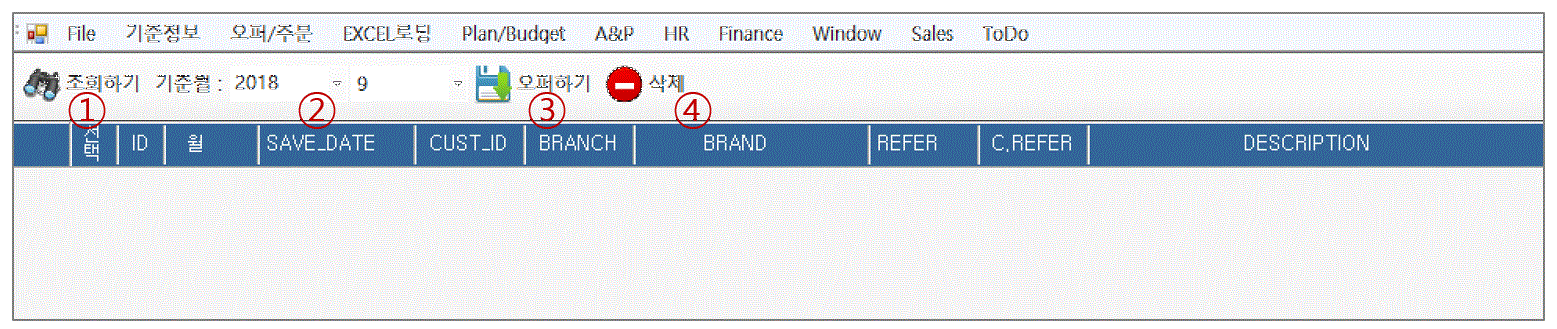 File 기준정보 오퍼/주문 EXCEL로딩 Plan/Budget A&P HR Finance Window Sales ToDo
조회하기 기준월 : 2018 9 오퍼하기 삭제
① ② ③ ④
선택 ID 월 SAVE_DATE CUST_ID BRANCH BRAND REFER C.REFER DESCRIPTION